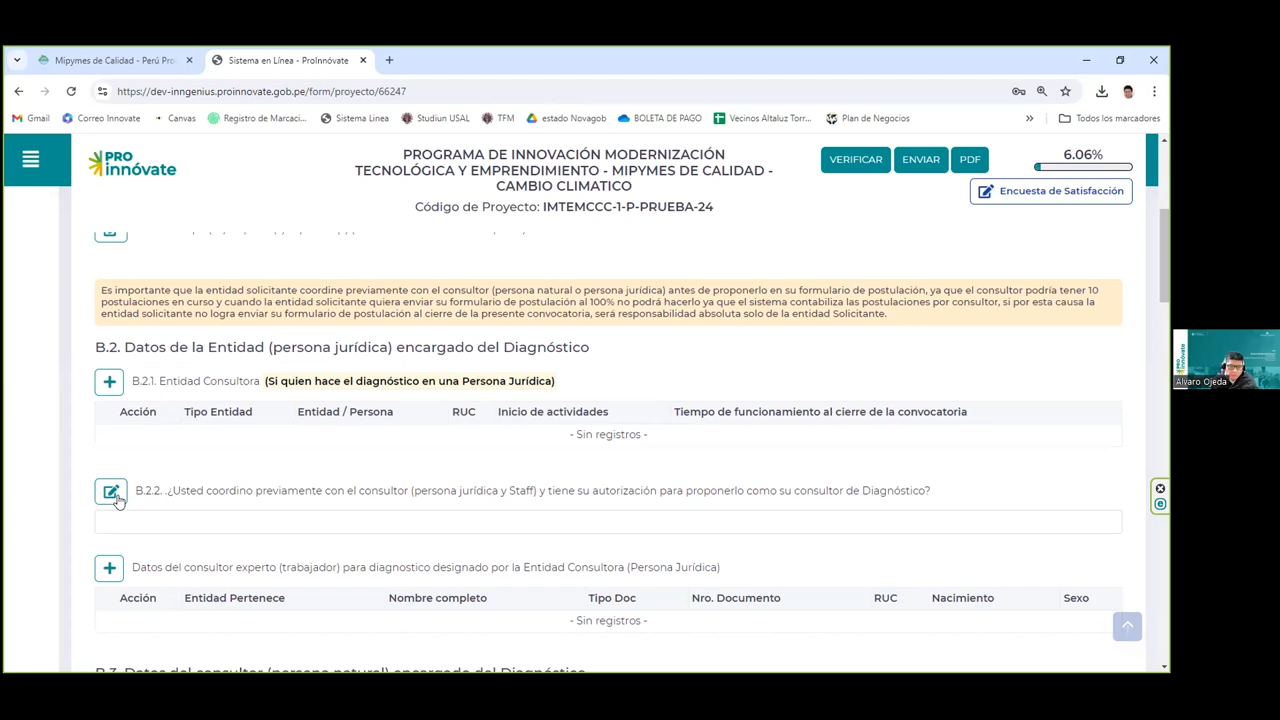 Mipymes de Calidad - Perú Pro
Sistema en Línea - ProInnóvate
https://dev-inngenius.proinnovate.gob.pe/form/proyecto/66247
Gmail
Correo Innovate
Canvas
Registro de Marcaci...
Sistema Linea
Studiun USAL
TFM
estado Novagob
BOLETA DE PAGO
Vecinos Altaluz Torr...
Plan de Negocios
»
Todos los marcadores
PRO
innóvate
PROGRAMA DE INNOVACIÓN MODERNIZACIÓN
TECNOLÓGICA Y EMPRENDIMIENTO - MIPYMES DE CALIDAD -
CAMBIO CLIMATICO
Código de Proyecto: IMTEMCCC-1-P-PRUEBA-24
VERIFICAR
ENVIAR
PDF
6.06%
Encuesta de Satisfacción
Es importante que la entidad solicitante coordine previamente con el consultor (persona natural o persona jurídica) antes de proponerlo en su formulario de postulación, ya que el consultor podría tener 10
postulaciones en curso y cuando la entidad solicitante quiera enviar su formulario de postulación al 100% no podrá hacerlo ya que el sistema contabiliza las postulaciones por consultor, si por esta causa la
entidad solicitante no logra enviar su formulario de postulación al cierre de la presente convocatoria, será responsabilidad absoluta solo de la entidad Solicitante.
B.2. Datos de la Entidad (persona jurídica) encargado del Diagnóstico
B.2.1. Entidad Consultora (Si quien hace el diagnóstico en una Persona Jurídica)
Acción Tipo Entidad Entidad / Persona RUC Inicio de actividades Tiempo de funcionamiento al cierre de la convocatoria
- Sin registros -
B.2.2. .¿Usted coordino previamente con el consultor (persona jurídica y Staff) y tiene su autorización para proponerlo como su consultor de Diagnóstico?
Datos del consultor experto (trabajador) para diagnostico designado por la Entidad Consultora (Persona Jurídica)
Acción Entidad Pertenece Nombre completo Tipo Doc Nro. Documento RUC Nacimiento Sexo
- Sin registros -
B.3. Datos del consultor (persona natural) encargado del Diagnóstico
Alvaro Ojeda